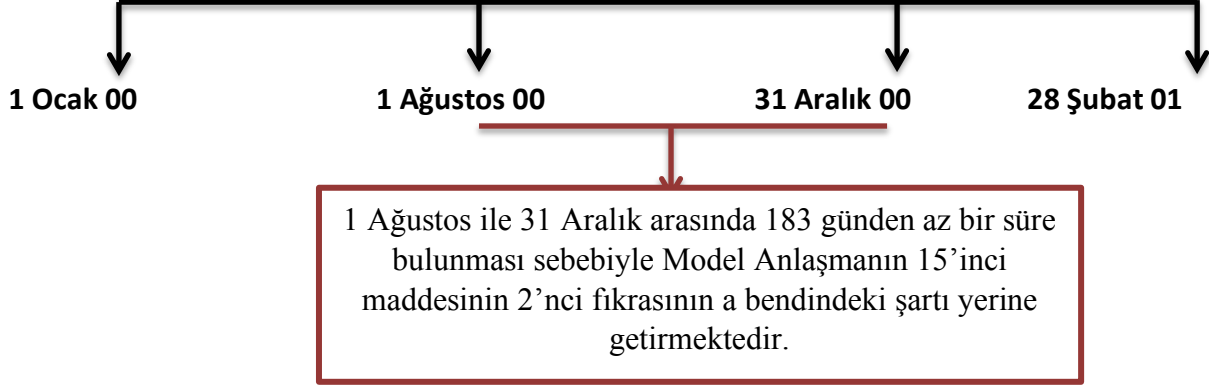 1 Ocak 00 1 Ağustos 00 31 Aralık 00 28 Şubat 01
1 Ağustos ile 31 Aralık arasında 183 günden az bir süre
bulunması sebebiyle Model Anlaşmanın 15’inci
maddesinin 2’nci fıkrasının a bendindeki şartı yerine
getirmektedir.